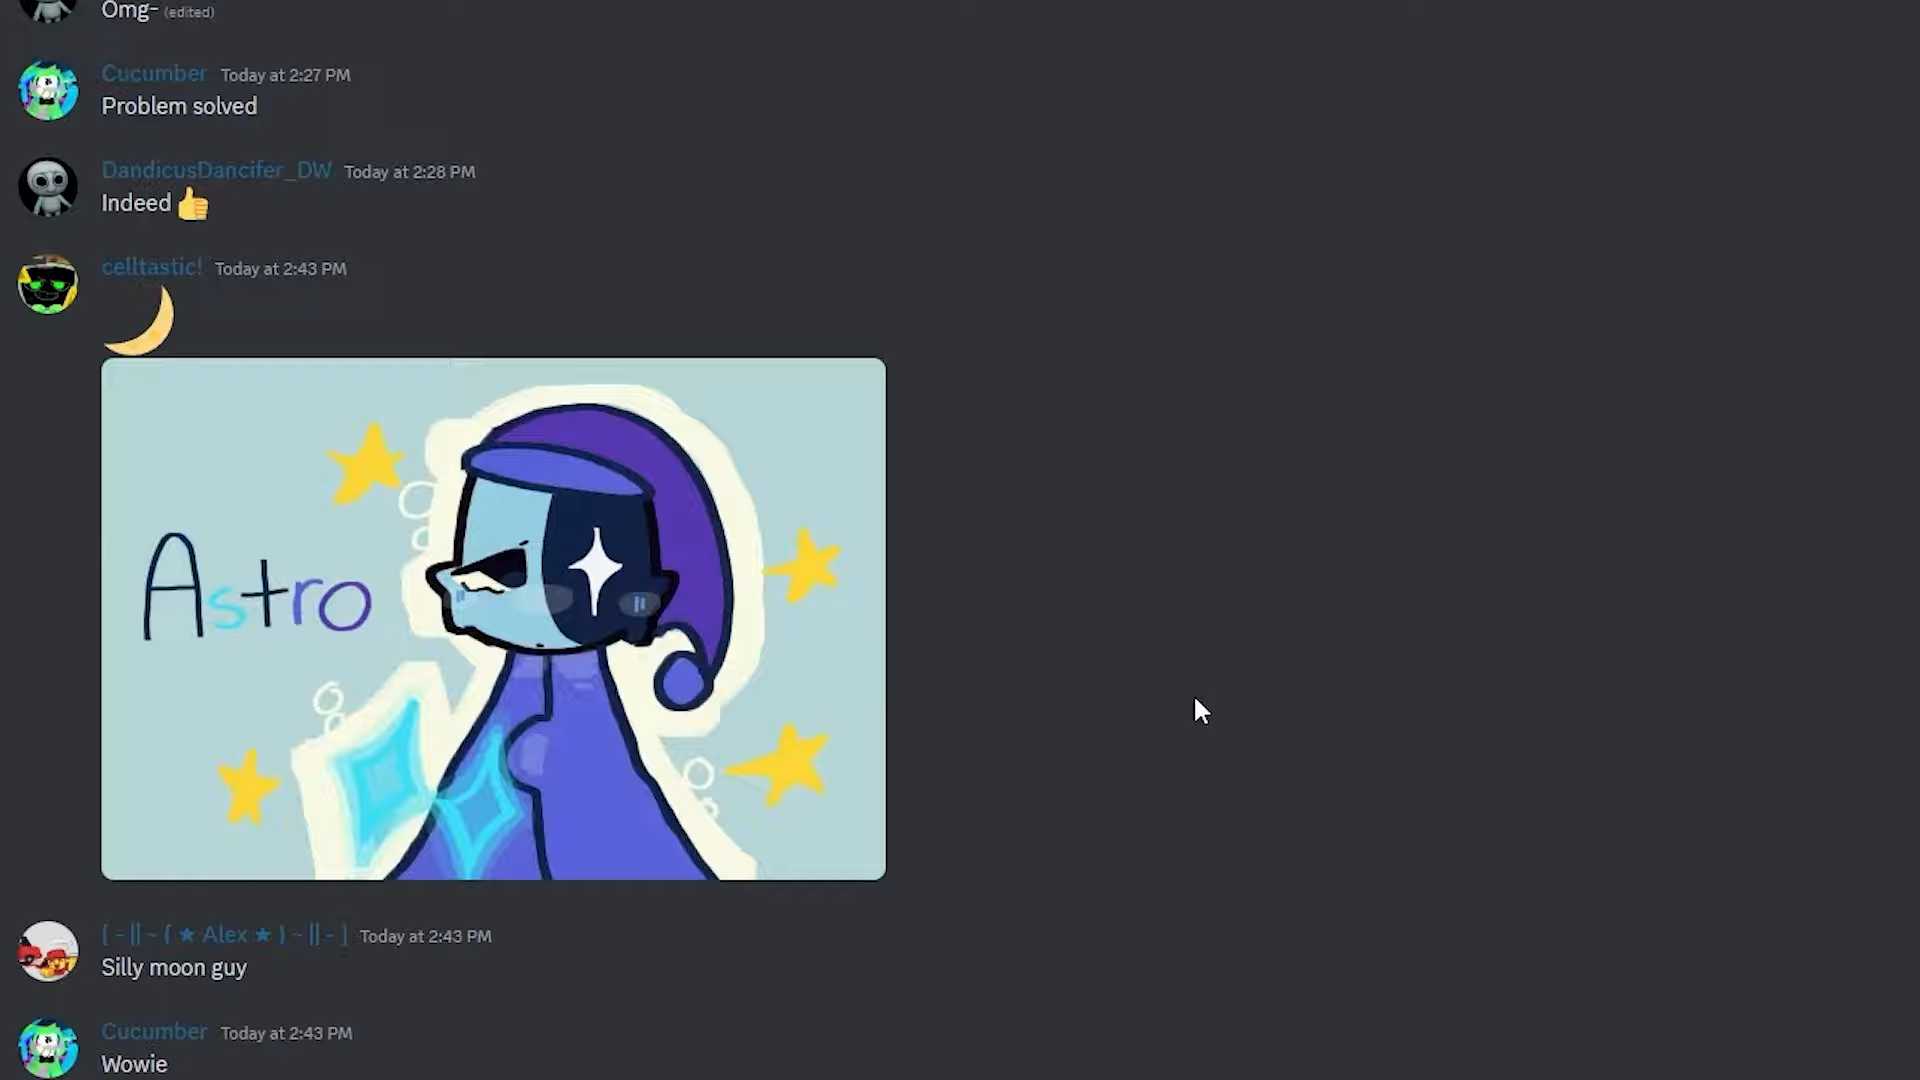 Omg- (edited)
Cucumber Today at 2:27 PM
Problem solved
DandicusDancifer_DW Today at 2:28 PM
Indeed 👍
celltastic! Today at 2:43 PM
🌙
Astro
[ - || ~ ( ★ Alex ★ ) ~ || - ] Today at 2:43 PM
Silly moon guy
Cucumber Today at 2:43 PM
Wowie